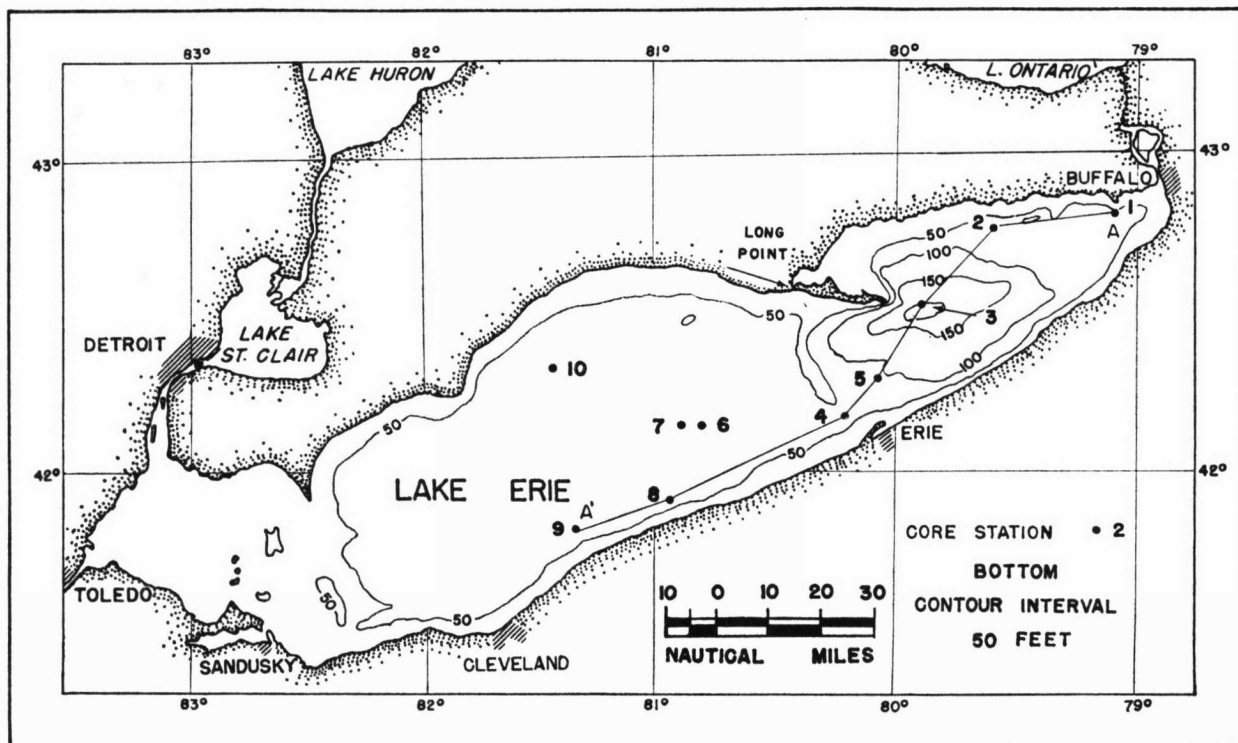 83° 82° 81° 80° 79°
LAKE HURON
L. ONTARIO
43° 43°
BUFFALO
1
2
A
LONG
POINT
50
100
150
3
150
50
100
DETROIT
LAKE
ST. CLAIR
10
5
7 6
4
ERIE
50
50
42° 42°
LAKE ERIE
8
A'
9
CORE STATION • 2
BOTTOM
CONTOUR INTERVAL
50 FEET
TOLEDO
50
50
10 0 10 20 30
NAUTICAL MILES
SANDUSKY
CLEVELAND
83° 82° 81° 80° 79°